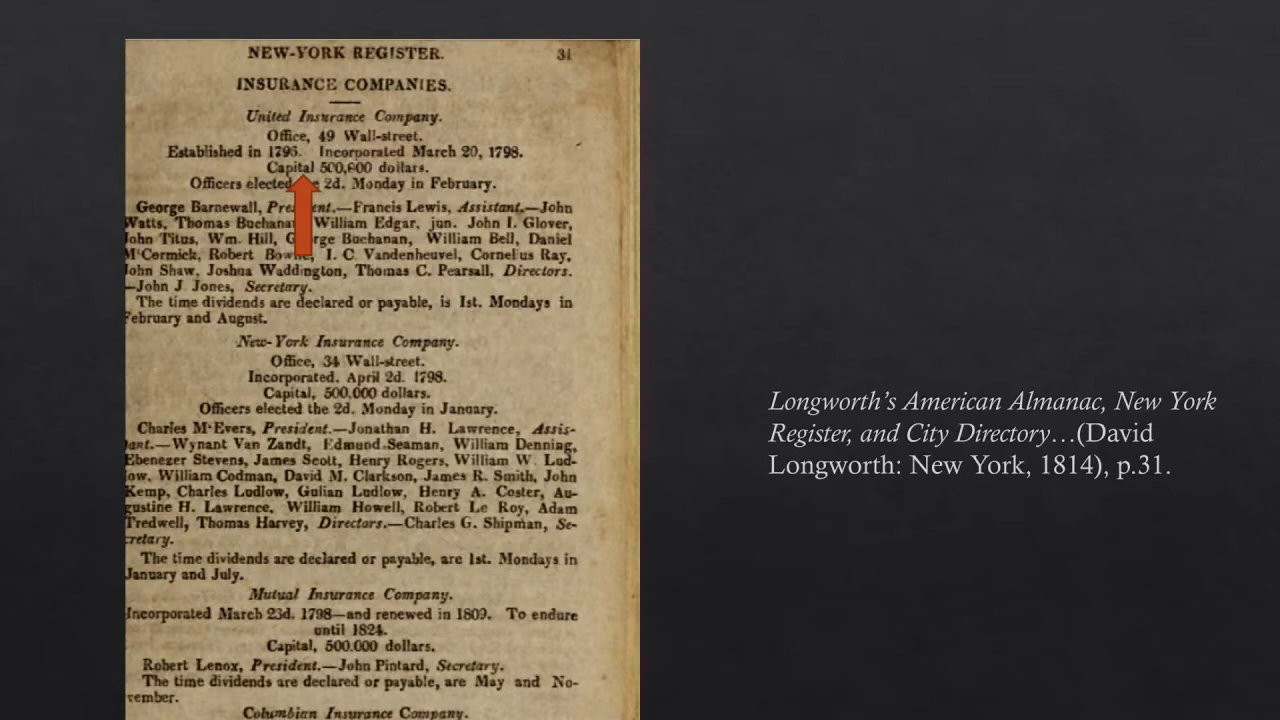 NEW-YORK REGISTER. 31
INSURANCE COMPANIES.
United Insurance Company.
Office, 49 Wall-street.
Established in 1796. Incorporated March 20, 1798.
Capital 500,000 dollars.
Officers elected 2d. Monday in February.
George Barnewall, President.—Francis Lewis, Assistant.—John
Watts, Thomas Buchanan, William Edgar, jun. John I. Glover,
John Titus, Wm. Hill, George Buchanan, William Bell, Daniel
M'Cormick, Robert Bowne, I. C. Vandenheuvel, Cornelius Ray,
John Shaw, Joshua Waddington, Thomas C. Pearsall, Directors.
—John J. Jones, Secretary.
The time dividends are declared or payable, is 1st. Mondays in
February and August.
New-York Insurance Company.
Office, 34 Wall-street.
Incorporated. April 2d. 1798.
Capital, 500,000 dollars.
Officers elected the 2d. Monday in January.
Charles M'Evers, President.—Jonathan H. Lawrence, Assis-
tant.—Wynant Van Zandt, Edmund Seaman, William Denning,
Ebenezer Stevens, James Scott, Henry Rogers, William W. Lud-
low, William Codman, David M. Clarkson, James R. Smith, John
Kemp, Charles Ludlow, Gulian Ludlow, Henry A. Coster, Au-
gustine H. Lawrence, William Howell, Robert Le Roy, Adam
Tredwell, Thomas Harvey, Directors.—Charles G. Shipman, Se-
cretary.
The time dividends are declared or payable, are 1st. Mondays in
January and July.
Mutual Insurance Company.
Incorporated March 23d. 1798—and renewed in 1809. To endure
until 1824.
Capital, 500.000 dollars.
Robert Lenox, President.—John Pintard, Secretary.
The time dividends are declared or payable, are May and No-
vember.
Columbian Insurance Company.
Longworth’s American Almanac, New York
Register, and City Directory…(David
Longworth: New York, 1814), p.31.